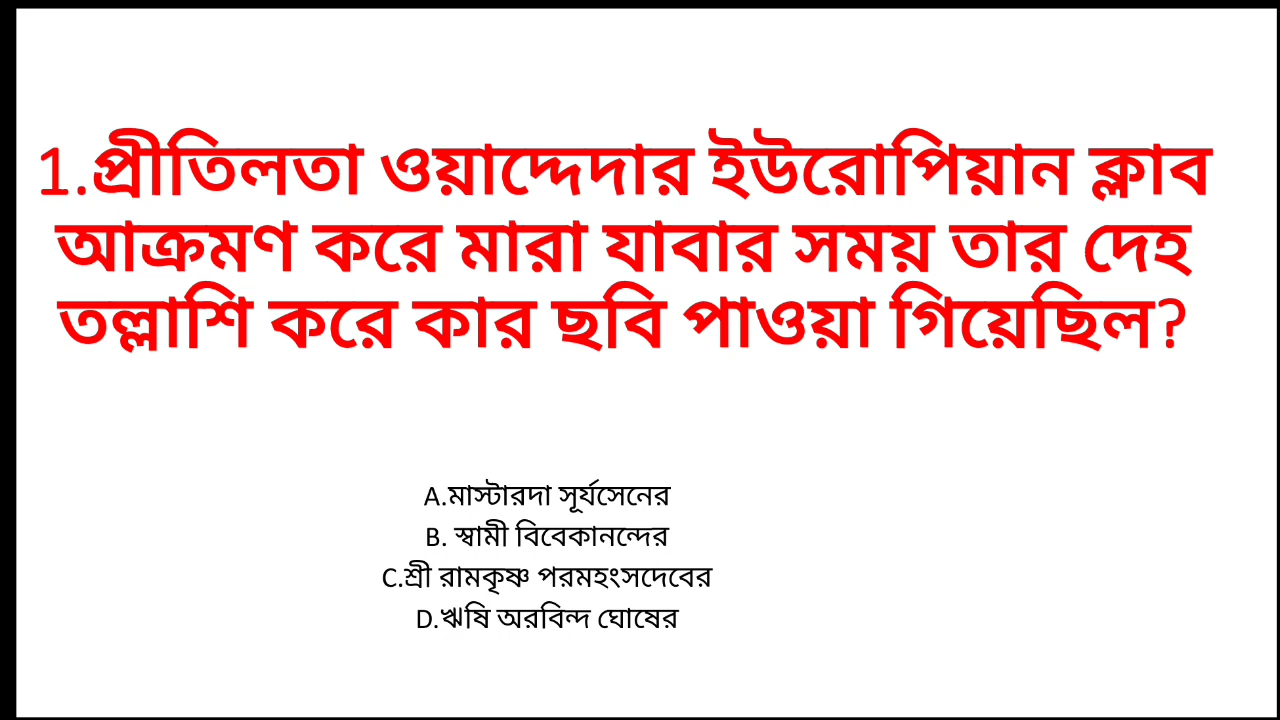 1.প্রীতিলতা ওয়াদ্দেদার ইউরোপিয়ান ক্লাব
আক্রমণ করে মারা যাবার সময় তার দেহ
তল্লাশি করে কার ছবি পাওয়া গিয়েছিল?
A.মাস্টারদা সূর্যসেনের
B. স্বামী বিবেকানন্দের
C.শ্রী রামকৃষ্ণ পরমহংসদেবের
D.ঋষি অরবিন্দ ঘোষের